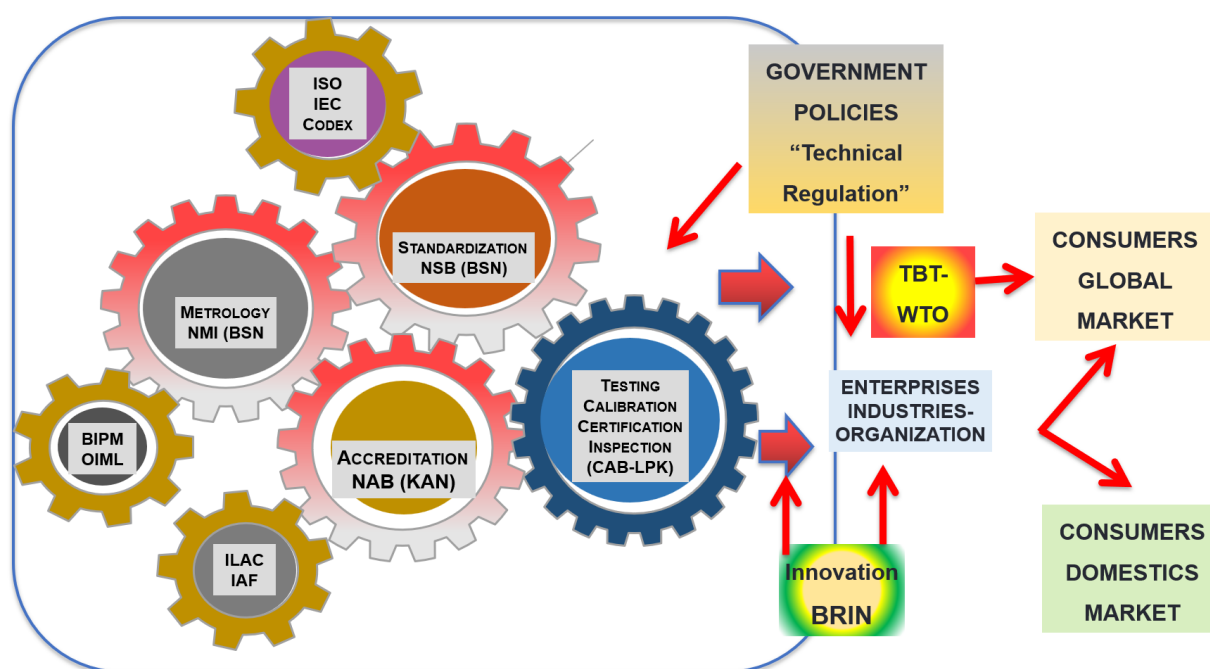 ISO
IEC
CODEX
STANDARDIZATION
NSB (BSN)
METROLOGY
NMI (BSN
BIPM
OIML
ACCREDITATION
NAB (KAN)
ILAC
IAF
TESTING
CALIBRATION
CERTIFICATION
INSPECTION
(CAB-LPK)
GOVERNMENT
POLICIES
“Technical
Regulation”
TBT-
WTO
CONSUMERS
GLOBAL
MARKET
ENTERPRISES
INDUSTRIES-
ORGANIZATION
Innovation
BRIN
CONSUMERS
DOMESTICS
MARKET